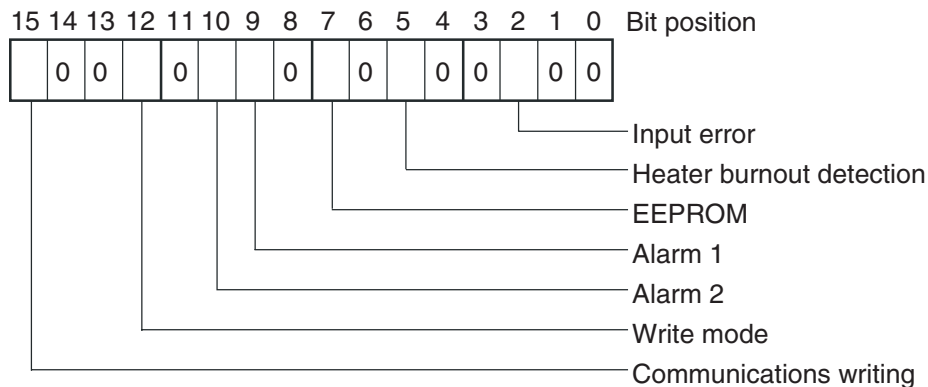 15 14 13 12 11 10 9 8 7 6 5 4 3 2 1 0 Bit position
0 0 0 0 0 0 0 0 0
Input error
Heater burnout detection
EEPROM
Alarm 1
Alarm 2
Write mode
Communications writing